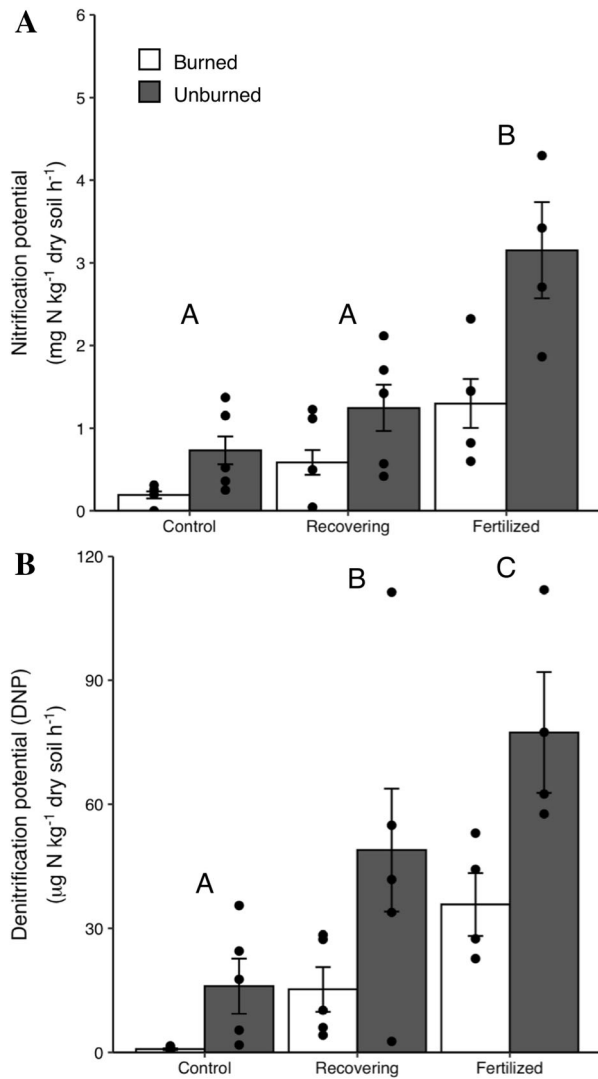 A
6
5
4
3
2
1
0
Nitrification potential
(mg N kg⁻¹ dry soil h⁻¹)
Burned
Unburned
A
A
B
Control Recovering Fertilized
B
120
90
60
30
0
Denitrification potential (DNP)
(µg N kg⁻¹ dry soil h⁻¹)
A
B
C
Control Recovering Fertilized